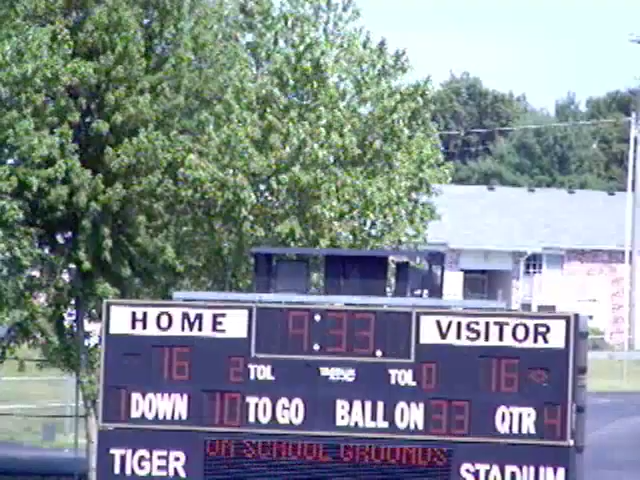 HOME 9:33 VISITOR
16 2 TOL TOL 0 16
1 DOWN 10 TO GO BALL ON 33 QTR 4
TIGER ON SCHOOL GROUNDS STADIUM